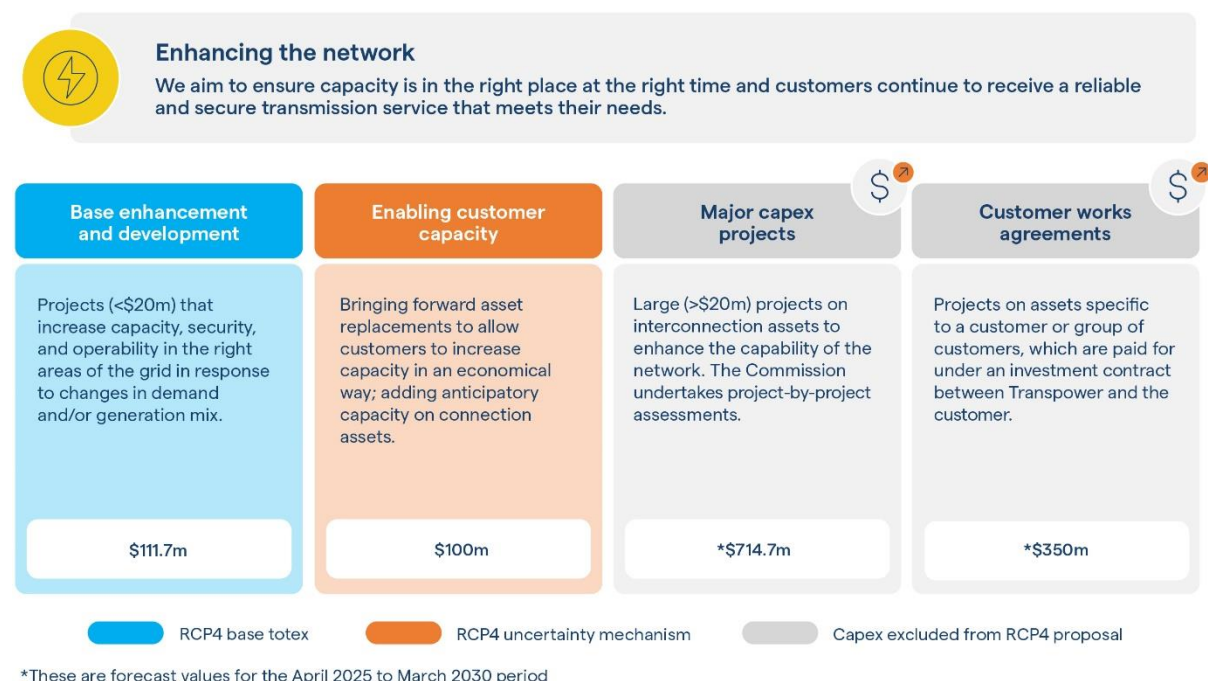 Enhancing the network
We aim to ensure capacity is in the right place at the right time and customers continue to receive a reliable
and secure transmission service that meets their needs.
Base enhancement
and development
Projects (<$20m) that
increase capacity, security,
and operability in the right
areas of the grid in response
to changes in demand
and/or generation mix.
$111.7m
Enabling customer
capacity
Bringing forward asset
replacements to allow
customers to increase
capacity in an economical
way; adding anticipatory
capacity on connection
assets.
$100m
$
Major capex
projects
Large (>$20m) projects on
interconnection assets to
enhance the capability of the
network. The Commission
undertakes project-by-project
assessments.
*$714.7m
$
Customer works
agreements
Projects on assets specific
to a customer or group of
customers, which are paid for
under an investment contract
between Transpower and the
customer.
*$350m
RCP4 base totex
RCP4 uncertainty mechanism
Capex excluded from RCP4 proposal
*These are forecast values for the April 2025 to March 2030 period